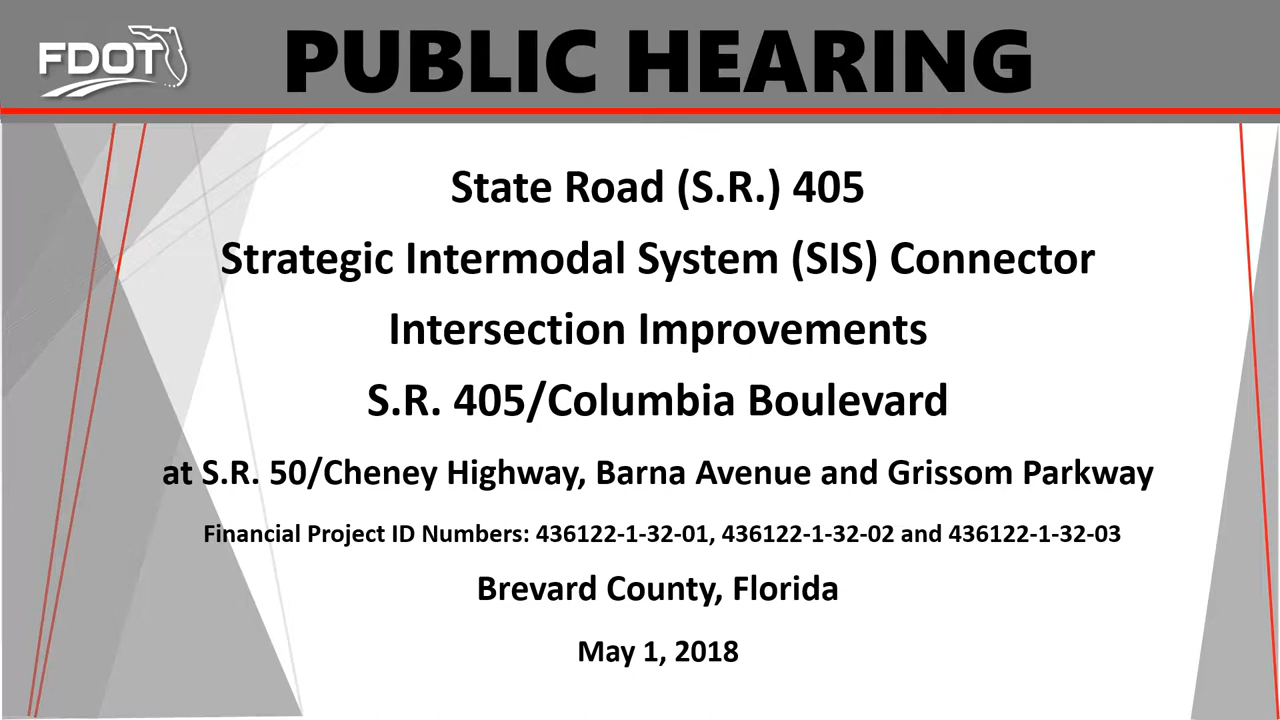 FDOT
PUBLIC HEARING
State Road (S.R.) 405
Strategic Intermodal System (SIS) Connector
Intersection Improvements
S.R. 405/Columbia Boulevard
at S.R. 50/Cheney Highway, Barna Avenue and Grissom Parkway
Financial Project ID Numbers: 436122-1-32-01, 436122-1-32-02 and 436122-1-32-03
Brevard County, Florida
May 1, 2018